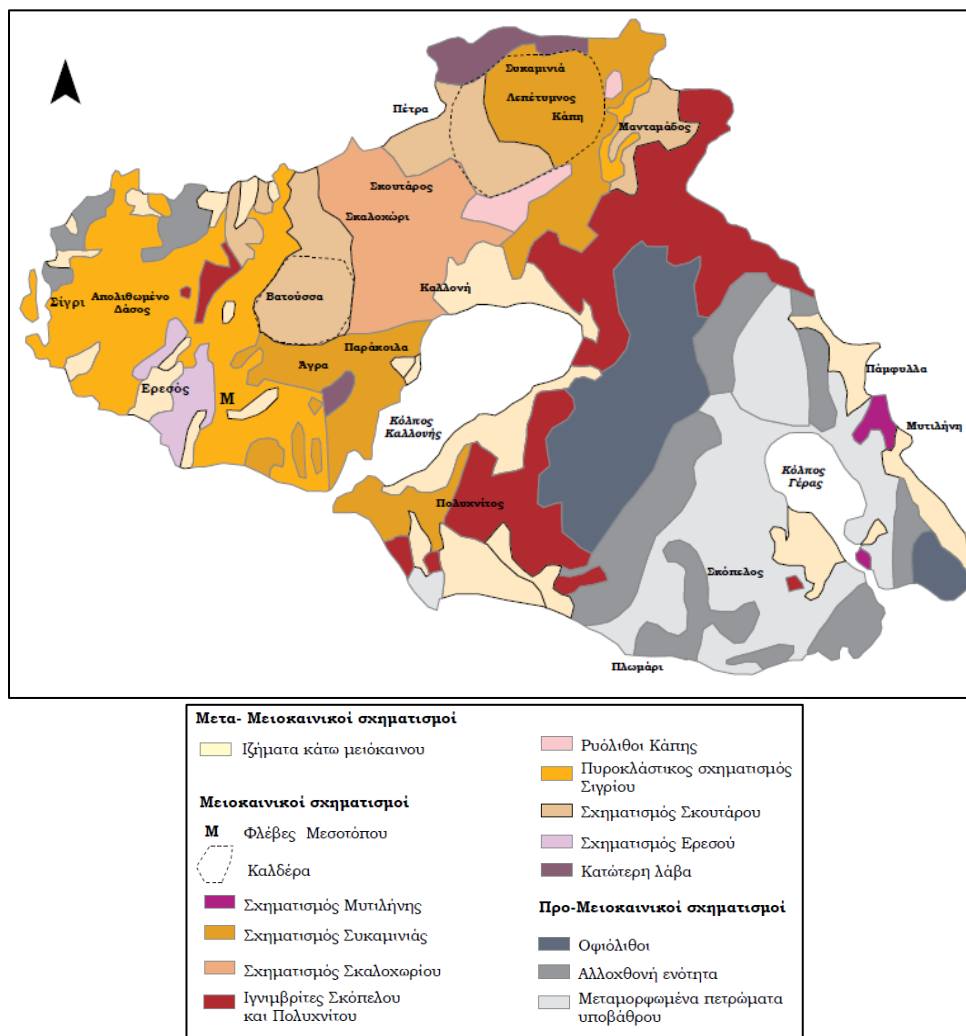 Συκαμινιά
Πέτρα
Λεπέτυμνος
Κάπη
Μανταμάδος
Σκουτάρος
Σκαλοχώρι
Σίγρι
Απολιθωμένο
Δάσος
Βατούσσα
Καλλονή
Παράκοιλα
Άγρα
Ερεσός
Μ
Κόλπος
Καλλονής
Πάμφυλλα
Μυτιλήνη
Κόλπος
Γέρας
Πολυχνίτος
Σκόπελος
Πλωμάρι
Μετα- Μειοκαινικοί σχηματισμοί
Ιζήματα κάτω μειόκαινου
Μειοκαινικοί σχηματισμοί
Μ Φλέβες Μεσοτόπου
Καλδέρα
Σχηματισμός Μυτιλήνης
Σχηματισμός Συκαμινιάς
Σχηματισμός Σκαλοχωρίου
Ιγνιμβρίτες Σκόπελου
και Πολυχνίτου
Ρυόλιθοι Κάπης
Πυροκλάστικος σχηματισμός
Σιγρίου
Σχηματισμός Σκουτάρου
Σχηματισμός Ερεσού
Κατώτερη λάβα
Προ-Μειοκαινικοί σχηματισμοί
Οφιόλιθοι
Αλλοχθονή ενότητα
Μεταμορφωμένα πετρώματα
υποβάθρου